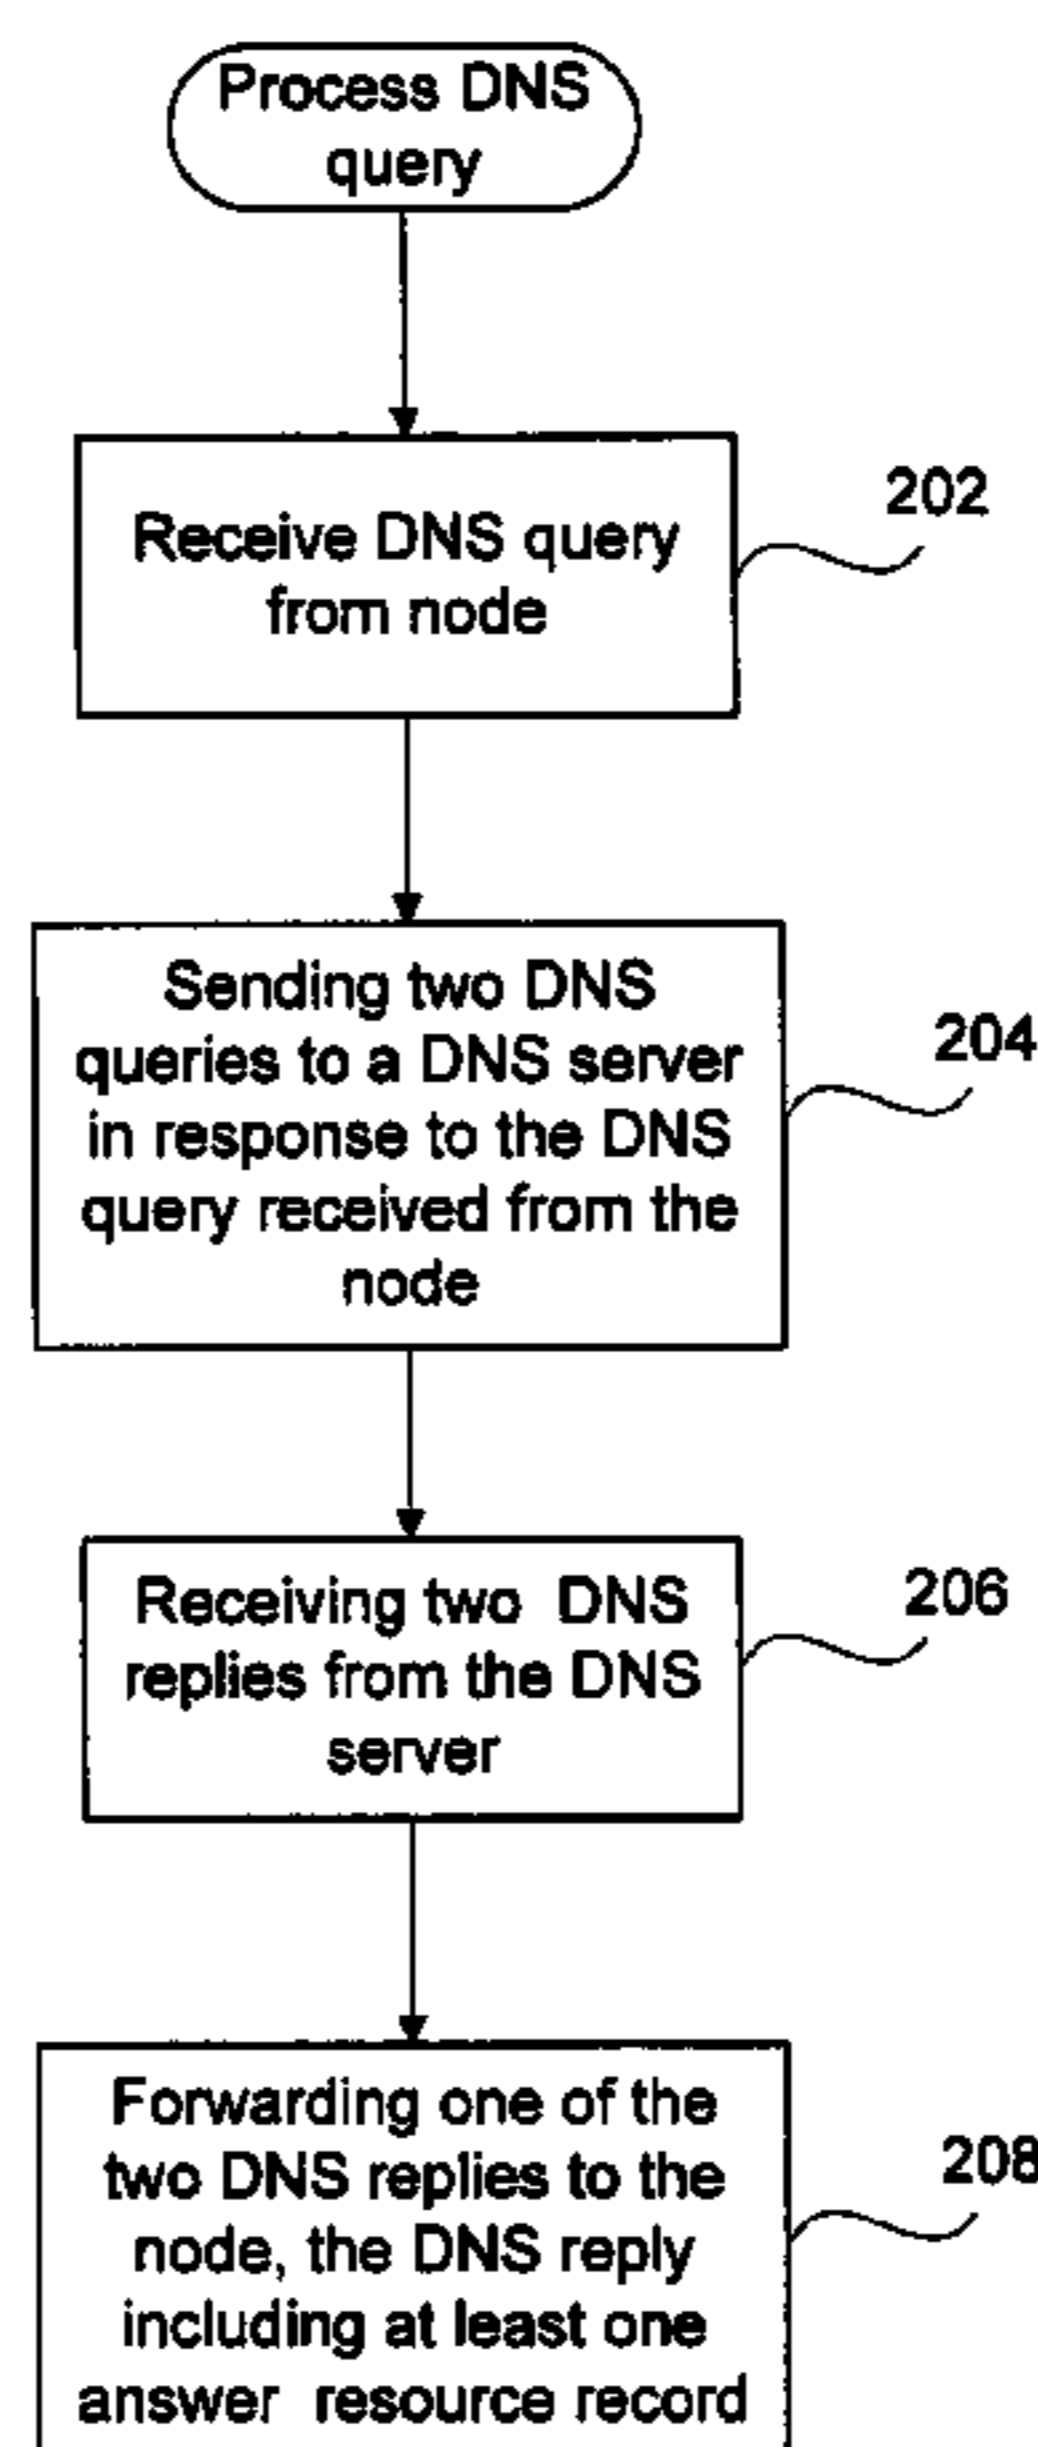 Process DNS
query
Receive DNS query
from node
202
Sending two DNS
queries to a DNS server
in response to the DNS
query received from the
node
204
Receiving two DNS
replies from the DNS
server
206
Forwarding one of the
two DNS replies to the
node, the DNS reply
including at least one
answer resource record
208